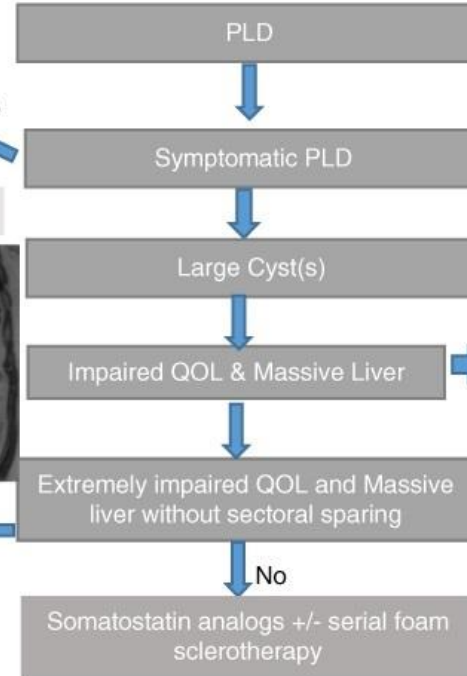 PLD
Symptomatic PLD
Large Cyst(s)
Impaired QOL & Massive Liver
Extremely impaired QOL and Massive
liver without sectoral sparing
No
Somatostatin analogs +/- serial foam
sclerotherapy